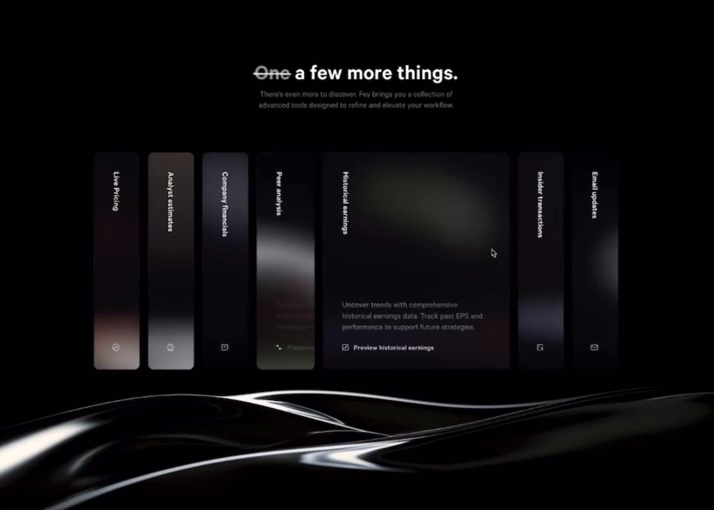 One a few more things.
There's even more to discover. Fey brings you a collection of
advanced tools designed to refine and elevate your workflow.
Live Pricing
Analyst estimates
Company financials
Peer analysis
Historical earnings
Uncover trends with comprehensive
historical earnings data. Track past EPS and
performance to support future strategies.
Preview historical earnings
Insider transactions
Email updates